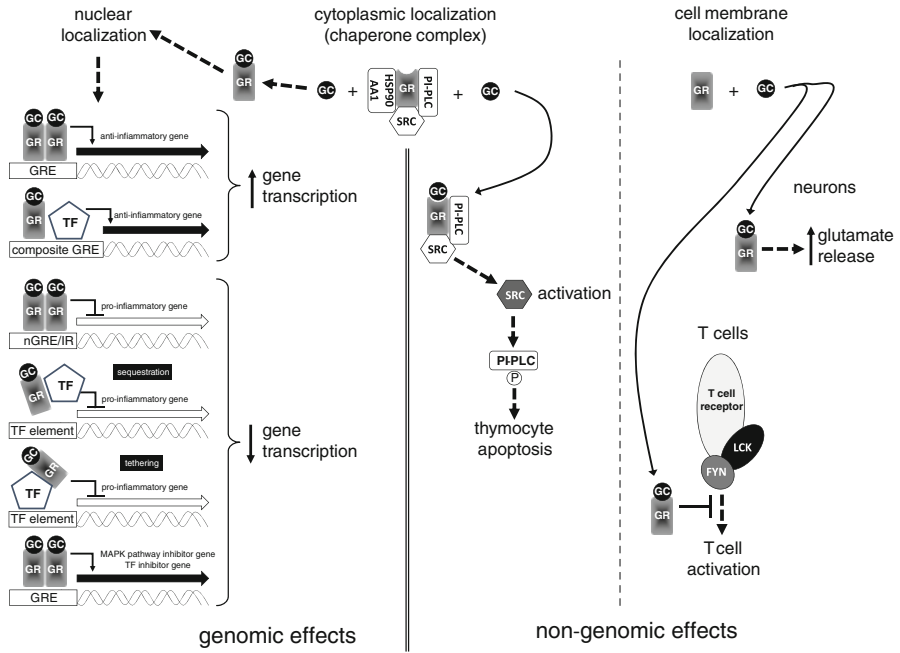 nuclear
localization
cytoplasmic localization
(chaperone complex)
cell membrane
localization
GC
GR
GC
+
HSP90
AA1
GR
PI-PLC
SRC
+
GC
GR
+
GC
GC GC
GR GR
anti-inflammatory gene
GRE
GC
GR
TF
anti-inflammatory gene
composite GRE
gene
transcription
GC GC
GR GR
pro-inflammatory gene
nGRE/IR
GC
GR
TF
sequestration
pro-inflammatory gene
TF element
GC
GR
TF
tethering
pro-inflammatory gene
TF element
GC GC
GR GR
MAPK pathway inhibitor gene
TF inhibitor gene
GRE
gene
transcription
GC
GR
PI-PLC
SRC
SRC
activation
PI-PLC
P
thymocyte
apoptosis
neurons
GC
GR
glutamate
release
T cells
T cell
receptor
LCK
FYN
GC
GR
T cell
activation
genomic effects
non-genomic effects